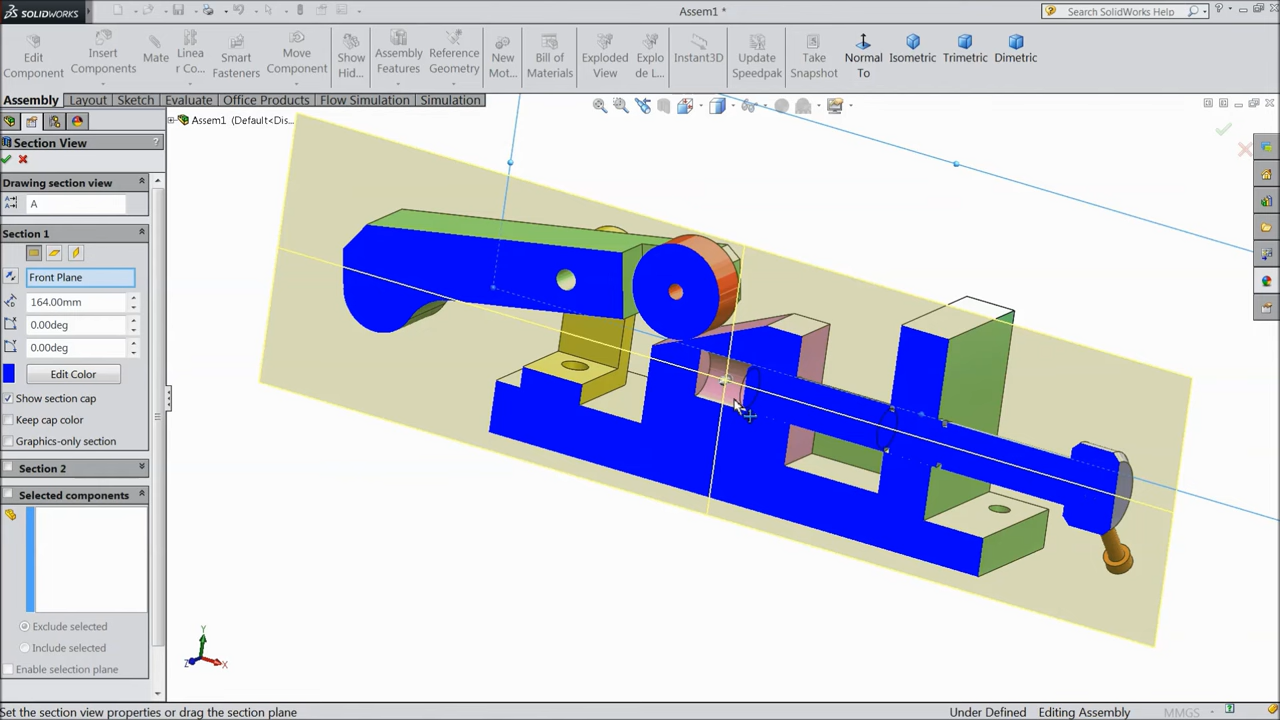 SOLIDWORKS
Assem1 *
Search SolidWorks Help
Edit Component
Insert Components
Mate
Linea r Co...
Smart Fasteners
Move Component
Show Hid...
Assembly Features
Reference Geometry
New Mot...
Bill of Materials
Exploded View
Explo de L...
Instant3D
Update Speedpak
Take Snapshot
Normal To
Isometric
Trimetric
Dimetric
Assembly
Layout
Sketch
Evaluate
Office Products
Flow Simulation
Simulation
Assem1 (Default<Dis...
Section View
?
Drawing section view
A
Section 1
Front Plane
164.00mm
0.00deg
0.00deg
Edit Color
Show section cap
Keep cap color
Graphics-only section
Section 2
Selected components
Exclude selected
Include selected
Enable selection plane
Y
Z
X
Set the section view properties or drag the section plane
Under Defined
Editing Assembly
MMGS